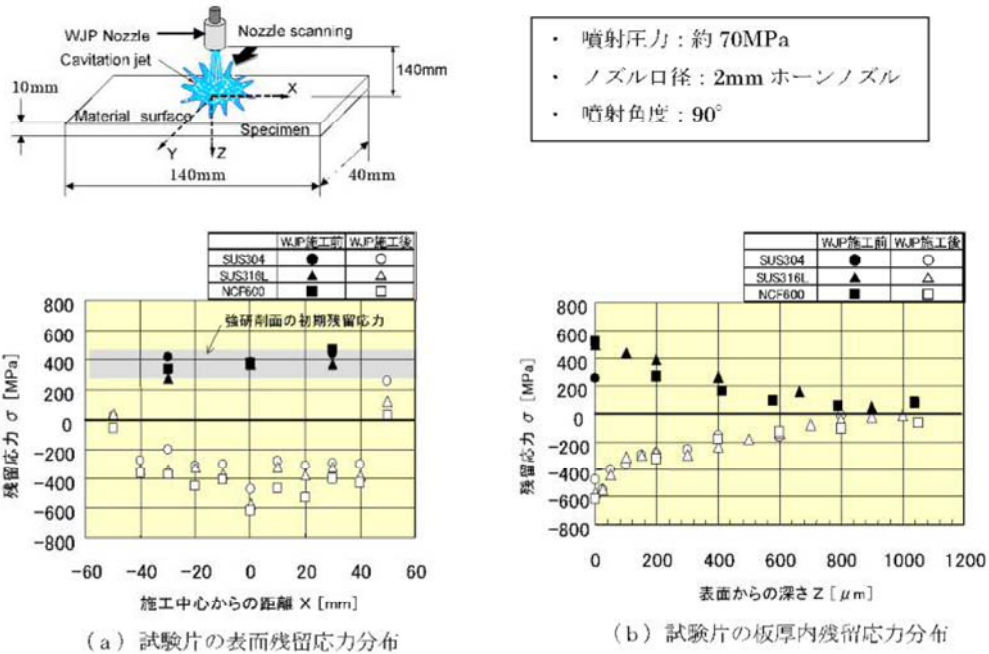 WJP Nozzle
Nozzle scanning
Cavitation jet
140mm
10mm
X
Material surface
Specimen
Y
Z
140mm
40mm
・ 噴射圧力：約 70MPa
・ ノズル口径：2mm ホーンノズル
・ 噴射角度：90°
WJP施工前 WJP施工後
SUS304 ● ○
SUS316L ▲ △
NCF600 ■ □
強研削面の初期残留応力
残留応力 σ [MPa]
800
600
400
200
0
-200
-400
-600
-800
-60 -40 -20 0 20 40 60
施工中心からの距離 X [mm]
(a) 試験片の表面残留応力分布
WJP施工前 WJP施工後
SUS304 ● ○
SUS316L ▲ △
NCF600 ■ □
残留応力 σ [MPa]
800
600
400
200
0
-200
-400
-600
-800
0 200 400 600 800 1000 1200
表面からの深さ Z [μm]
(b) 試験片の板厚内残留応力分布